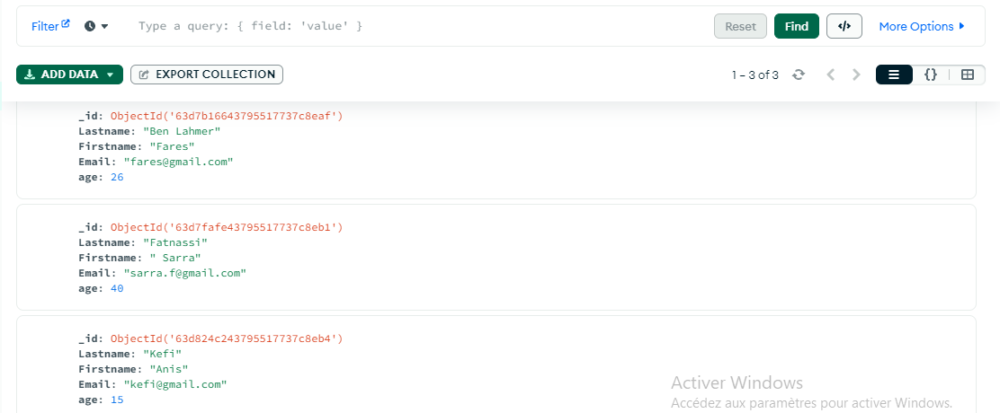 Filter Type a query: { field: 'value' } Reset Find </> More Options
ADD DATA EXPORT COLLECTION 1 – 3 of 3 {}
_id: ObjectId('63d7b16643795517737c8eaf')
Lastname: "Ben Lahmer"
Firstname: "Fares"
Email: "fares@gmail.com"
age: 26
_id: ObjectId('63d7fafe43795517737c8eb1')
Lastname: "Fatnassi"
Firstname: " Sarra"
Email: "sarra.f@gmail.com"
age: 40
_id: ObjectId('63d824c243795517737c8eb4')
Lastname: "Kefi"
Firstname: "Anis"
Email: "kefi@gmail.com"
age: 15
Activer Windows
Accédez aux paramètres pour activer Windows.